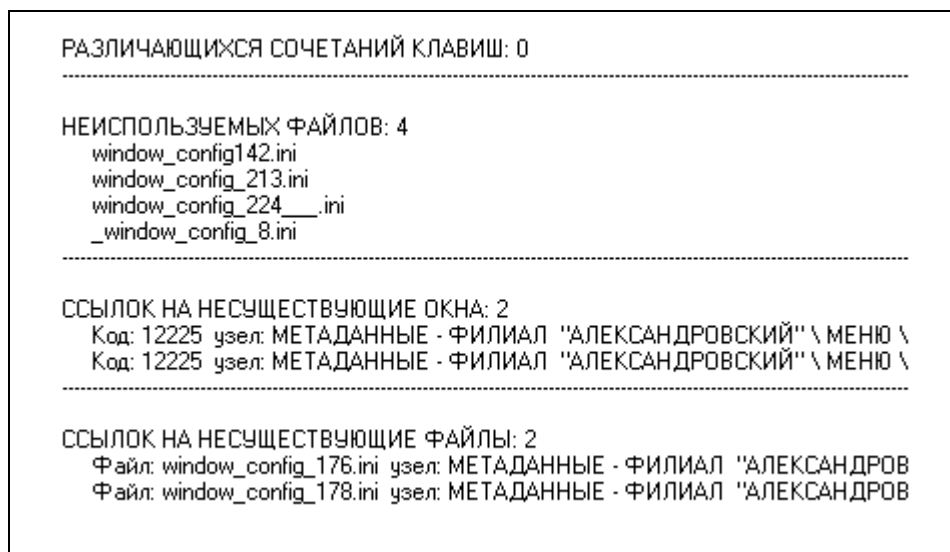 РАЗЛИЧАЮЩИХСЯ СОЧЕТАНИЙ КЛАВИШ: 0
НЕИСПОЛЬЗУЕМЫХ ФАЙЛОВ: 4
window_config142.ini
window_config_213.ini
window_config_224___.ini
_window_config_8.ini
ССЫЛОК НА НЕСУЩЕСТВУЮЩИЕ ОКНА: 2
Код: 12225 узел: МЕТАДАННЫЕ - ФИЛИАЛ "АЛЕКСАНДРОВСКИЙ" \ МЕНЮ \
Код: 12225 узел: МЕТАДАННЫЕ - ФИЛИАЛ "АЛЕКСАНДРОВСКИЙ" \ МЕНЮ \
ССЫЛОК НА НЕСУЩЕСТВУЮЩИЕ ФАЙЛЫ: 2
Файл: window_config_176.ini узел: МЕТАДАННЫЕ - ФИЛИАЛ "АЛЕКСАНДРОВ
Файл: window_config_178.ini узел: МЕТАДАННЫЕ - ФИЛИАЛ "АЛЕКСАНДРОВ